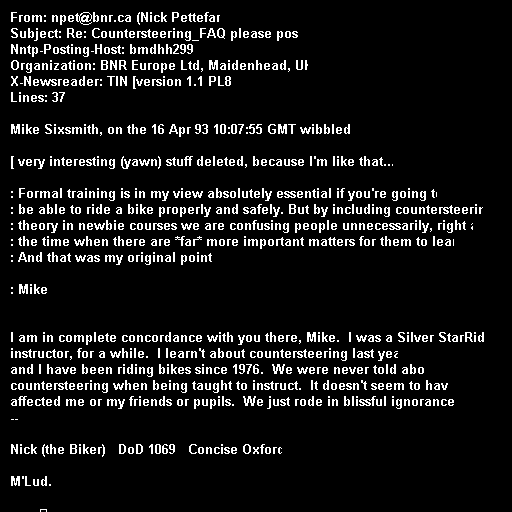 From: npet@bnr.ca (Nick Pettefar
Subject: Re: Countersteering_FAQ please pos
Nntp-Posting-Host: bmdhh299
Organization: BNR Europe Ltd, Maidenhead, UK
X-Newsreader: TIN [version 1.1 PL8
Lines: 37
Mike Sixsmith, on the 16 Apr 93 10:07:55 GMT wibbled
[ very interesting (yawn) stuff deleted, because I'm like that...
: Formal training is in my view absolutely essential if you're going to
: be able to ride a bike properly and safely. But by including countersteerin
: theory in newbie courses we are confusing people unnecessarily, right
: the time when there are *far* more important matters for them to lear
: And that was my original point
: Mike
I am in complete concordance with you there, Mike.  I was a Silver StarRid
instructor, for a while.  I learn't about countersteering last yea
and I have been riding bikes since 1976.  We were never told abo
countersteering when being taught to instruct.  It doesn't seem to hav
affected me or my friends or pupils.  We just rode in blissful ignorance
--
Nick (the Biker)   DoD 1069   Concise Oxford
M'Lud.